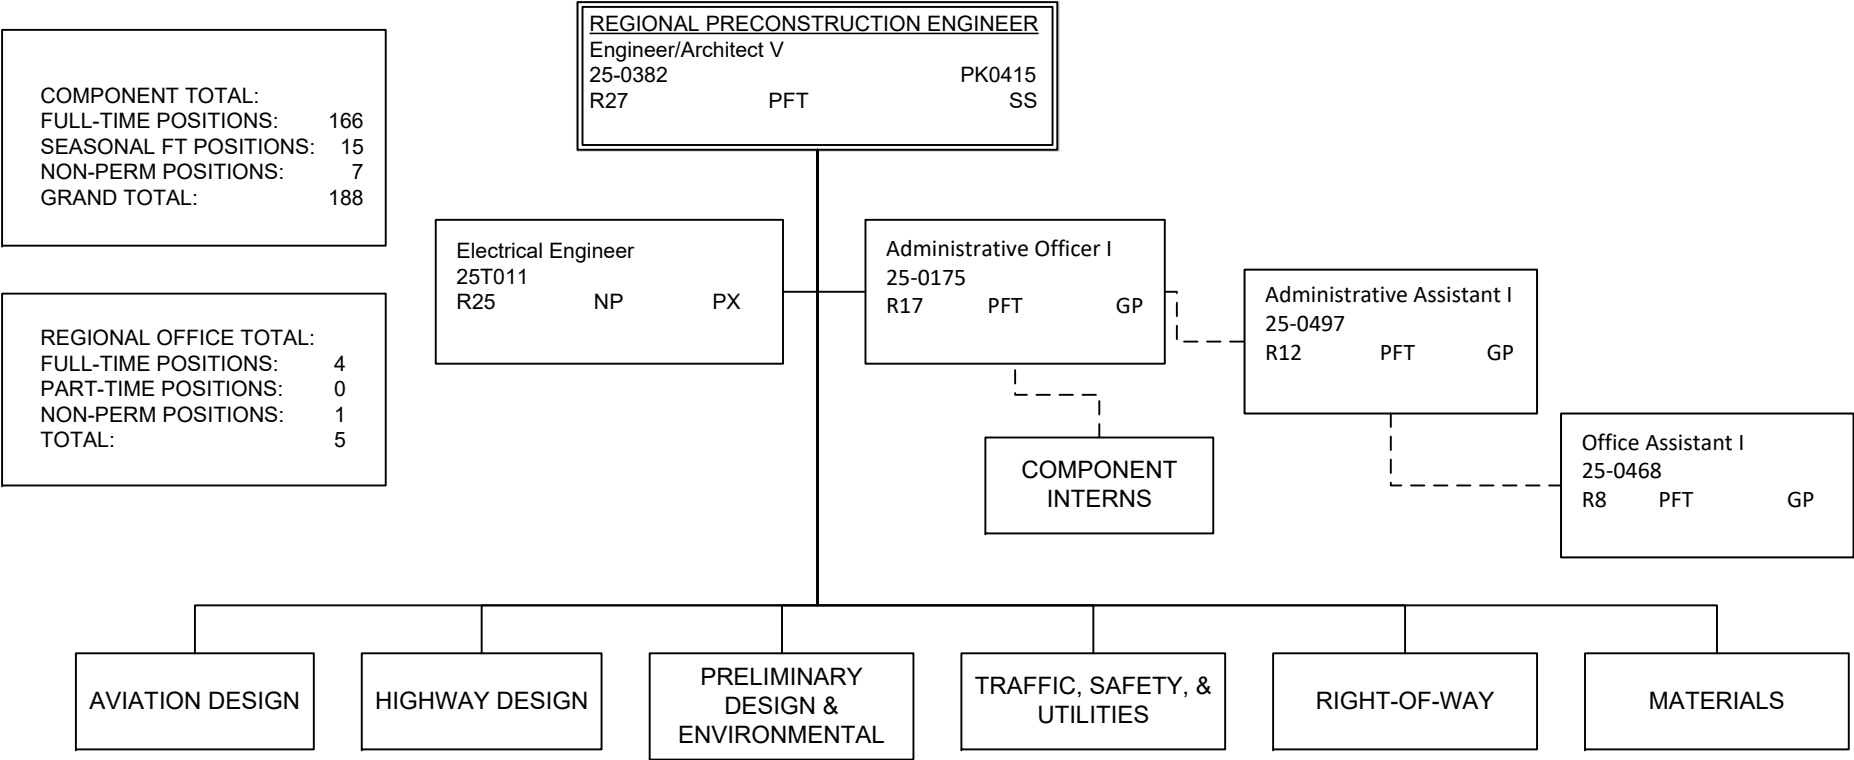 REGIONAL PRECONSTRUCTION ENGINEER
Engineer/Architect V
25-0382 PK0415
R27 PFT SS
COMPONENT TOTAL:
FULL-TIME POSITIONS: 166
SEASONAL FT POSITIONS: 15
NON-PERM POSITIONS: 7
GRAND TOTAL: 188
Electrical Engineer
25T011
R25 NP PX
Administrative Officer I
25-0175
R17 PFT GP
Administrative Assistant I
25-0497
R12 PFT GP
REGIONAL OFFICE TOTAL:
FULL-TIME POSITIONS: 4
PART-TIME POSITIONS: 0
NON-PERM POSITIONS: 1
TOTAL: 5
COMPONENT
INTERNS
Office Assistant I
25-0468
R8 PFT GP
AVIATION DESIGN
HIGHWAY DESIGN
PRELIMINARY
DESIGN &
ENVIRONMENTAL
TRAFFIC, SAFETY, &
UTILITIES
RIGHT-OF-WAY
MATERIALS